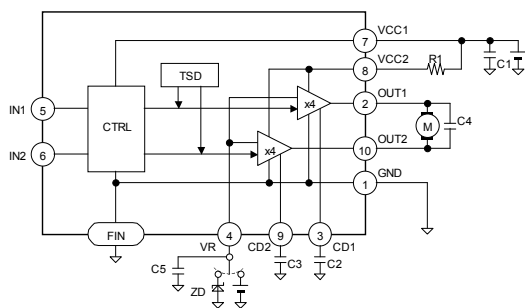 VCC1
7
VCC2
R1
C1
8
TSD
OUT1
IN1
5
x4
2
CTRL
M
C4
OUT2
IN2
6
x4
10
GND
1
FIN
4
9
3
VR
CD2
CD1
C5
C3
C2
ZD